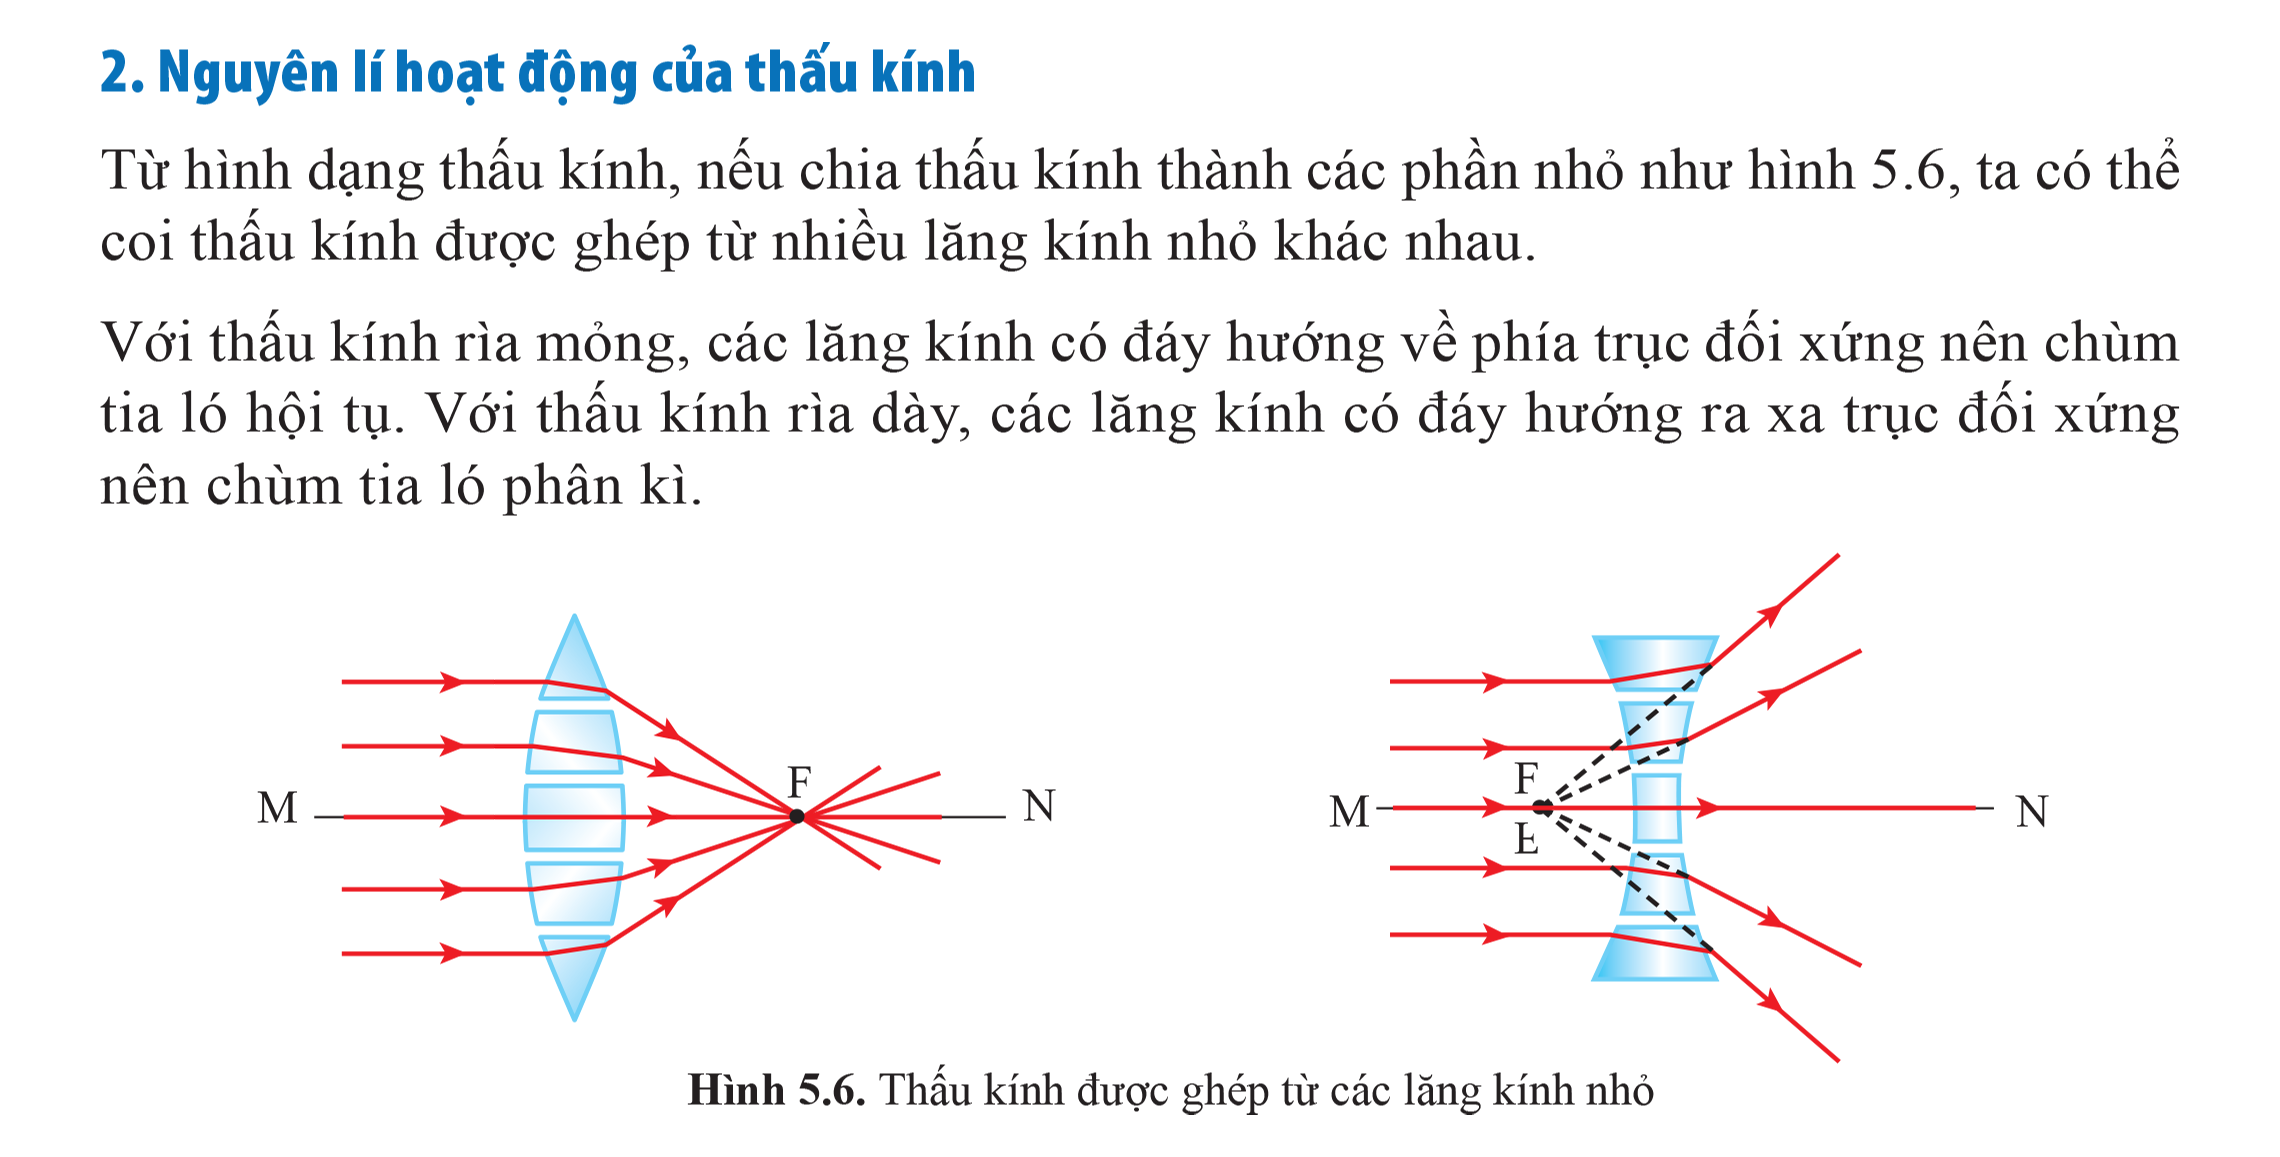 2. Nguyên lí hoạt động của thấu kính
Từ hình dạng thấu kính, nếu chia thấu kính thành các phần nhỏ như hình 5.6, ta có thể
coi thấu kính được ghép từ nhiều lăng kính nhỏ khác nhau.
Với thấu kính rìa mỏng, các lăng kính có đáy hướng về phía trục đối xứng nên chùm
tia ló hội tụ. Với thấu kính rìa dày, các lăng kính có đáy hướng ra xa trục đối xứng
nên chùm tia ló phân kì.
M
F
N
M
F
E
N
Hình 5.6. Thấu kính được ghép từ các lăng kính nhỏ